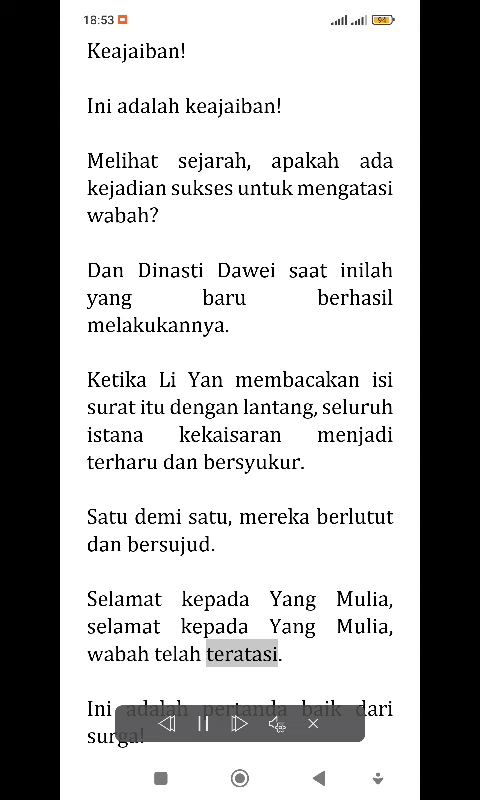 18:53
94
Keajaiban!
Ini adalah keajaiban!
Melihat sejarah, apakah ada
kejadian sukses untuk mengatasi
wabah?
Dan Dinasti Dawei saat inilah
yang baru berhasil
melakukannya.
Ketika Li Yan membacakan isi
surat itu dengan lantang, seluruh
istana kekaisaran menjadi
terharu dan bersyukur.
Satu demi satu, mereka berlutut
dan bersujud.
Selamat kepada Yang Mulia,
selamat kepada Yang Mulia,
wabah telah teratasi.
Ini adalah pertanda baik dari
surga!